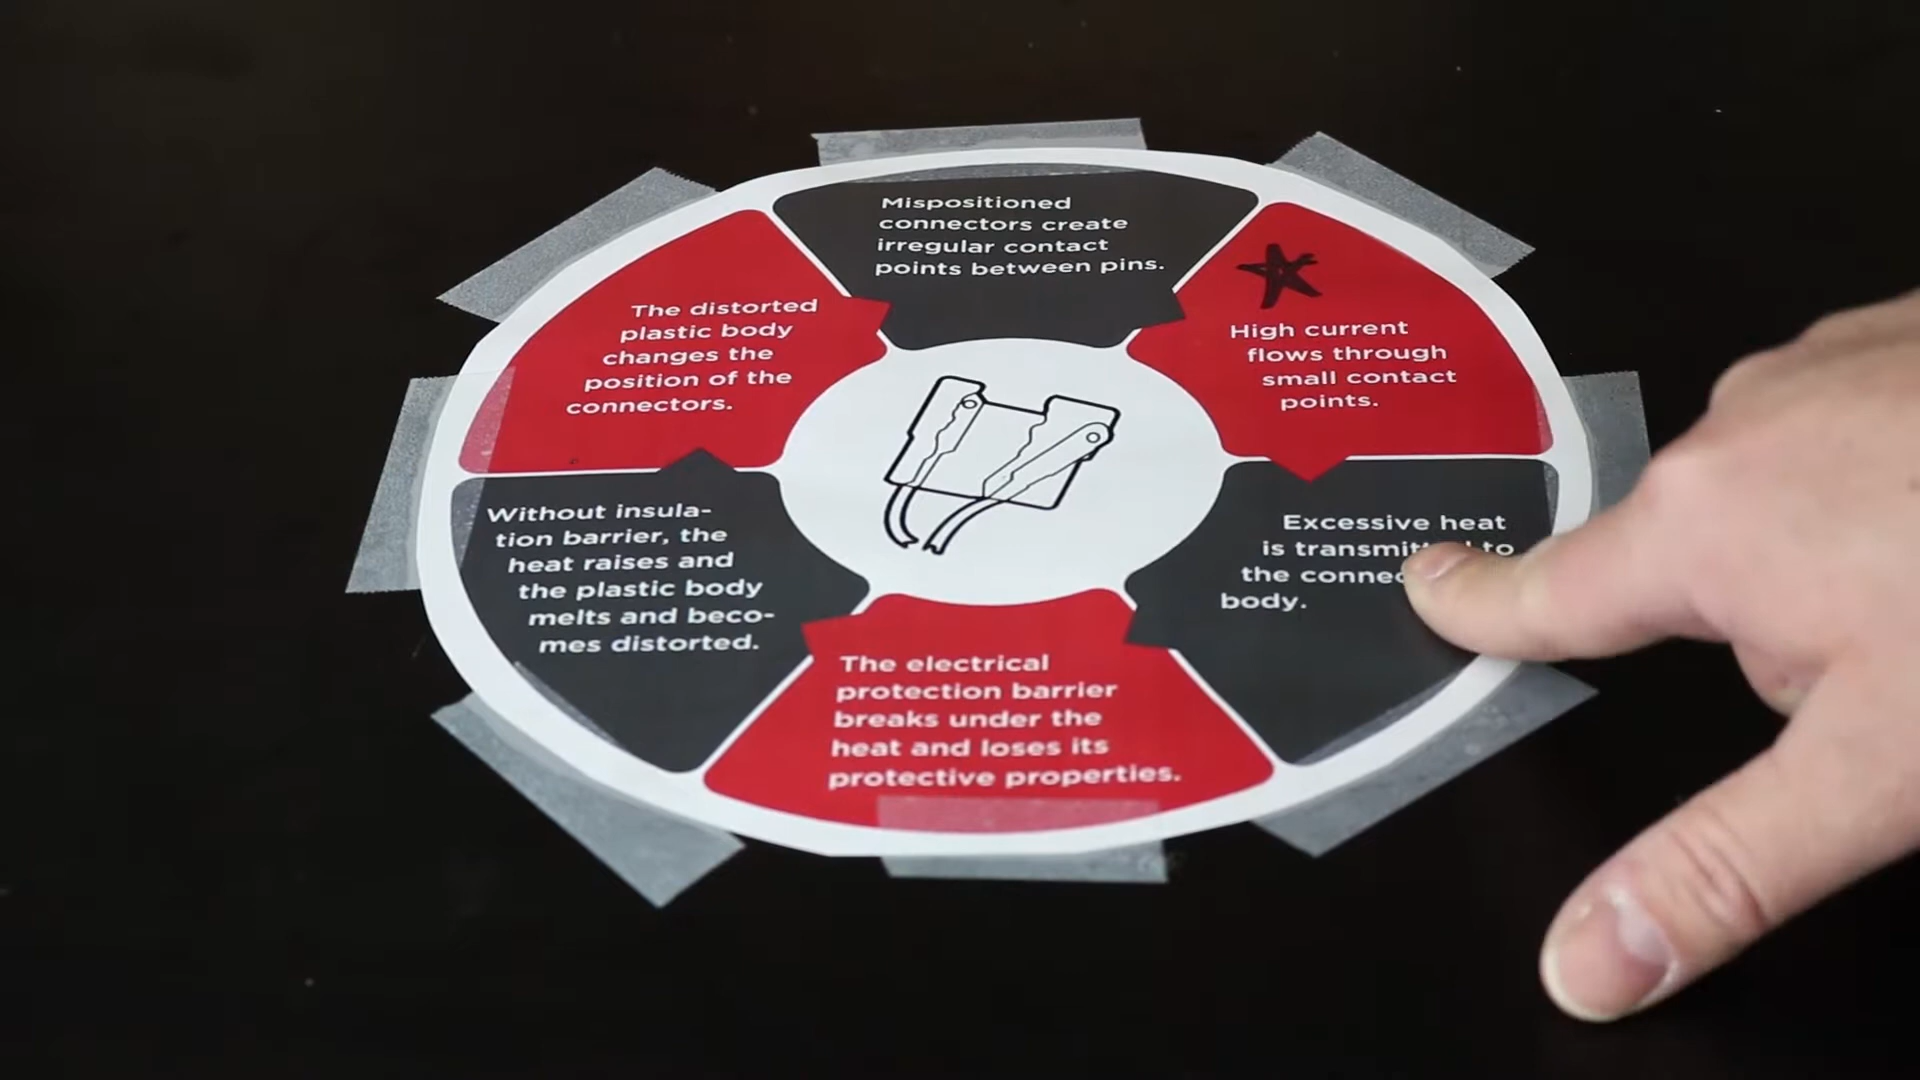 Mispositioned
connectors create
irregular contact
points between pins.
High current
flows through
small contact
points.
Excessive heat
is to
the
body.
The electrical
protection barrier
breaks under the
heat and loses its
protective properties.
Without insula-
tion barrier, the
heat raises and
the plastic body
melts and beco-
mes distorted.
The distorted
plastic body
changes the
position of the
connectors.